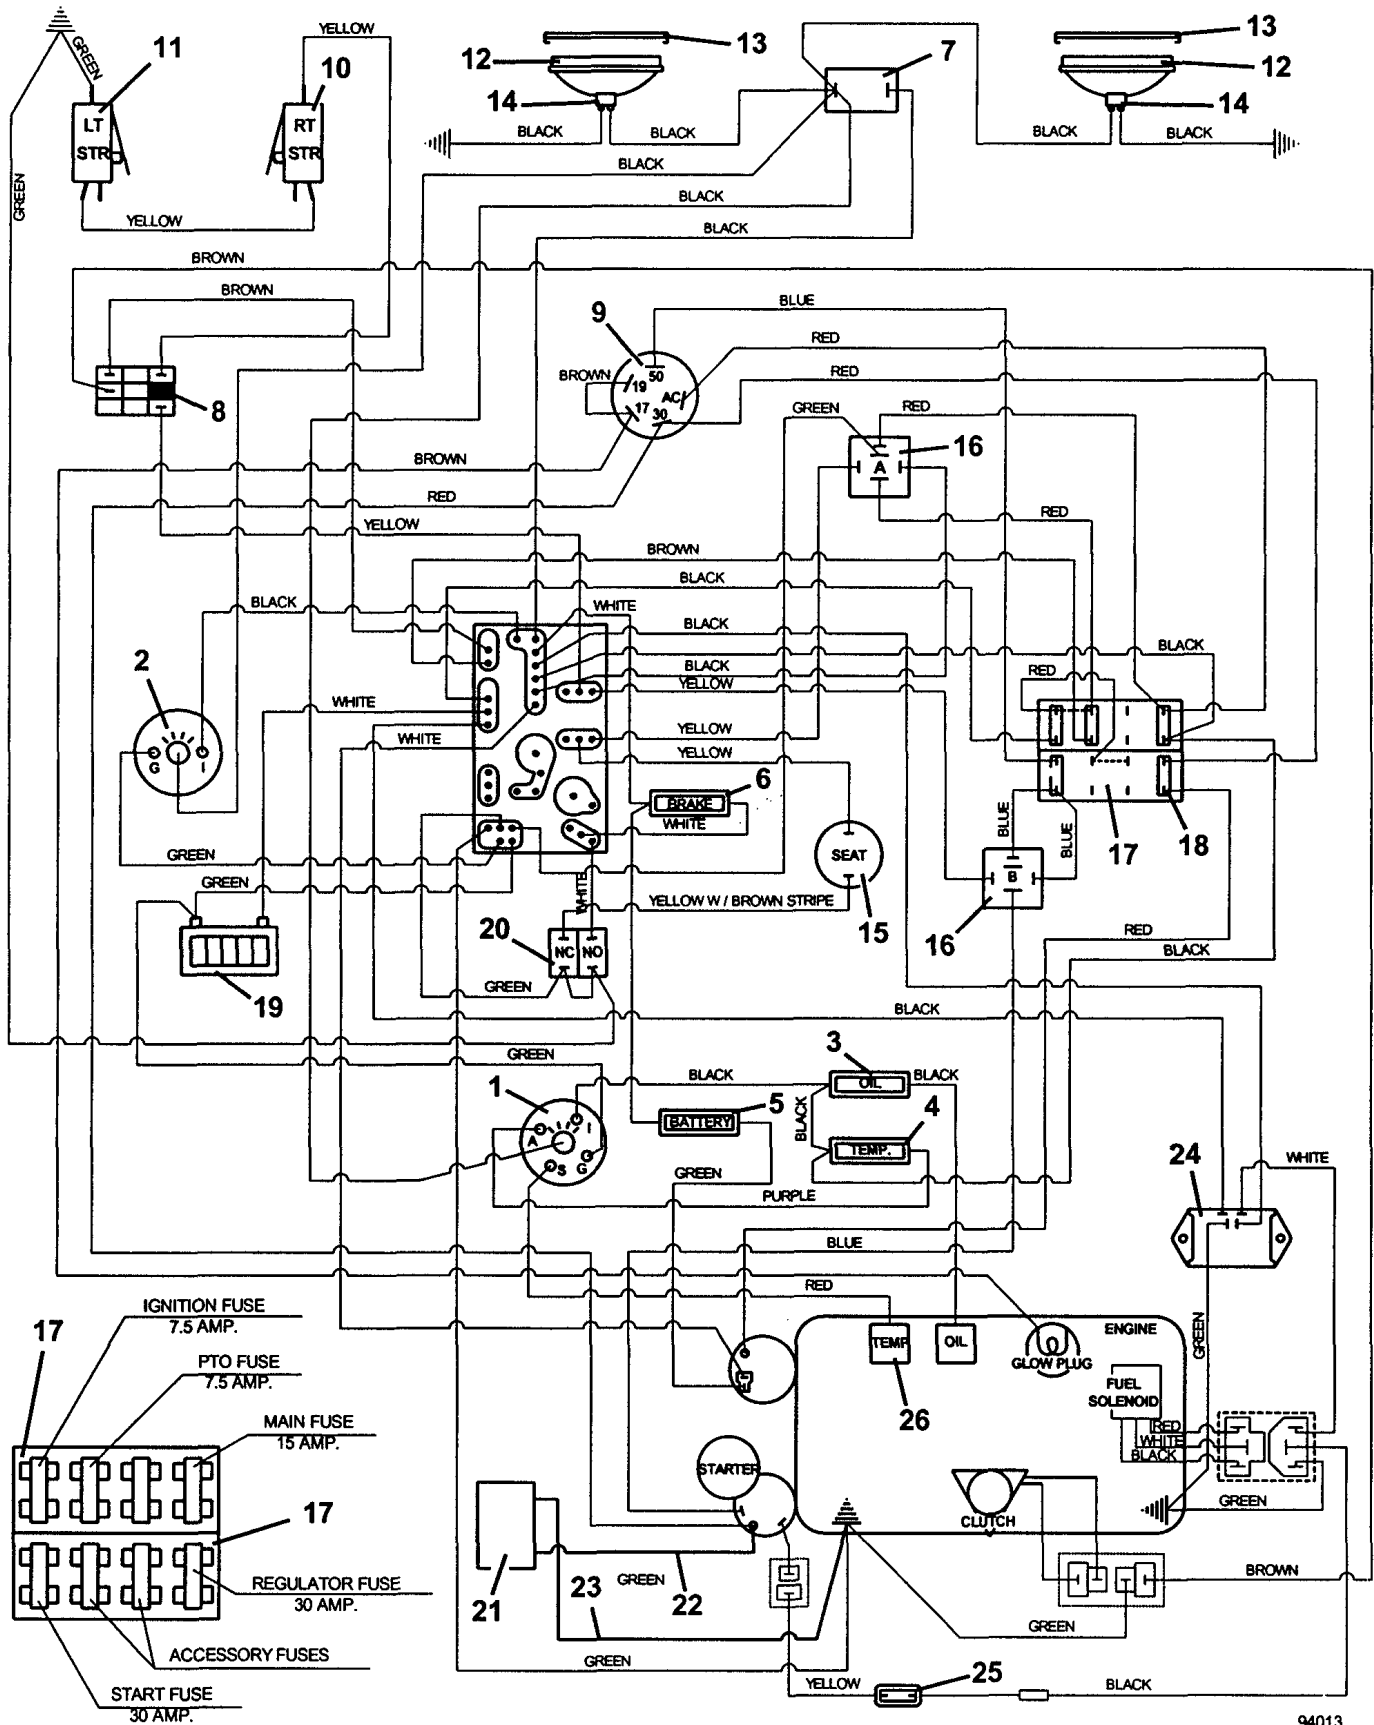 YELLOW
GREEN
11
10
12
13
7
13
12
14
14
LT
STR
RT
STR
BLACK
BLACK
BLACK
BLACK
BLACK
GREEN
BLACK
YELLOW
BLACK
BROWN
BROWN
BLUE
9
RED
50
BROWN
19
RED
AC
17
30
8
GREEN
RED
16
A
BROWN
RED
YELLOW
RED
BROWN
BLACK
BLACK
WHITE
BLACK
BLACK
2
BLACK
RED
YELLOW
WHITE
WHITE
YELLOW
YELLOW
G
I
6
BRAKE
WHITE
BLUE
BLUE
17
18
GREEN
SEAT
B
GREEN
WHITE
YELLOW W / BROWN STRIPE
15
16
20
NC
NO
RED
BLACK
GREEN
19
BLACK
GREEN
3
1
BLACK
OIL
BLACK
5
BLACK
4
I
A
BATTERY
TEMP.
24
WHITE
S
G
GREEN
PURPLE
BLUE
RED
IGNITION FUSE
7.5 AMP.
17
PTO FUSE
7.5 AMP.
MAIN FUSE
15 AMP.
TEMP
OIL
ENGINE
GREEN
GLOW PLUG
26
FUEL
SOLENOID
RED
WHITE
BLACK
STARTER
GREEN
17
CLUTCH
REGULATOR FUSE
30 AMP.
21
23
GREEN
22
BROWN
GREEN
ACCESSORY FUSES
GREEN
25
YELLOW
BLACK
START FUSE
30 AMP.
94013